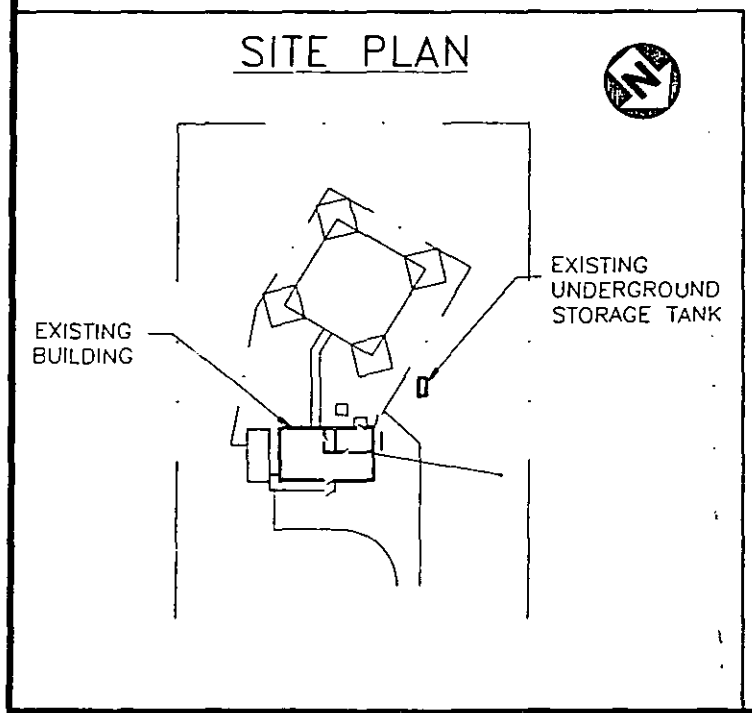 SITE PLAN
N
EXISTING
UNDERGROUND
STORAGE TANK
EXISTING
BUILDING